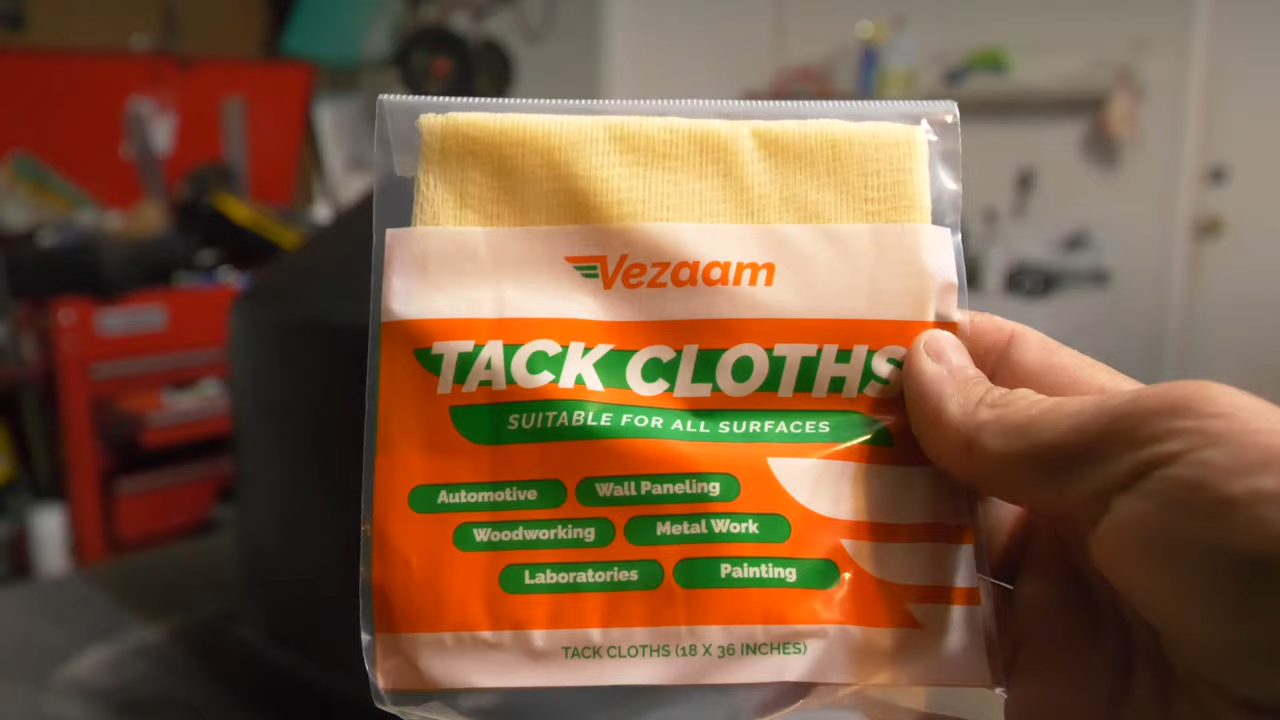 Vezaam
TACK CLOTHS
SUITABLE FOR ALL SURFACES
Automotive
Wall Paneling
Woodworking
Metal Work
Laboratories
Painting
TACK CLOTHS (18 X 36 INCHES)